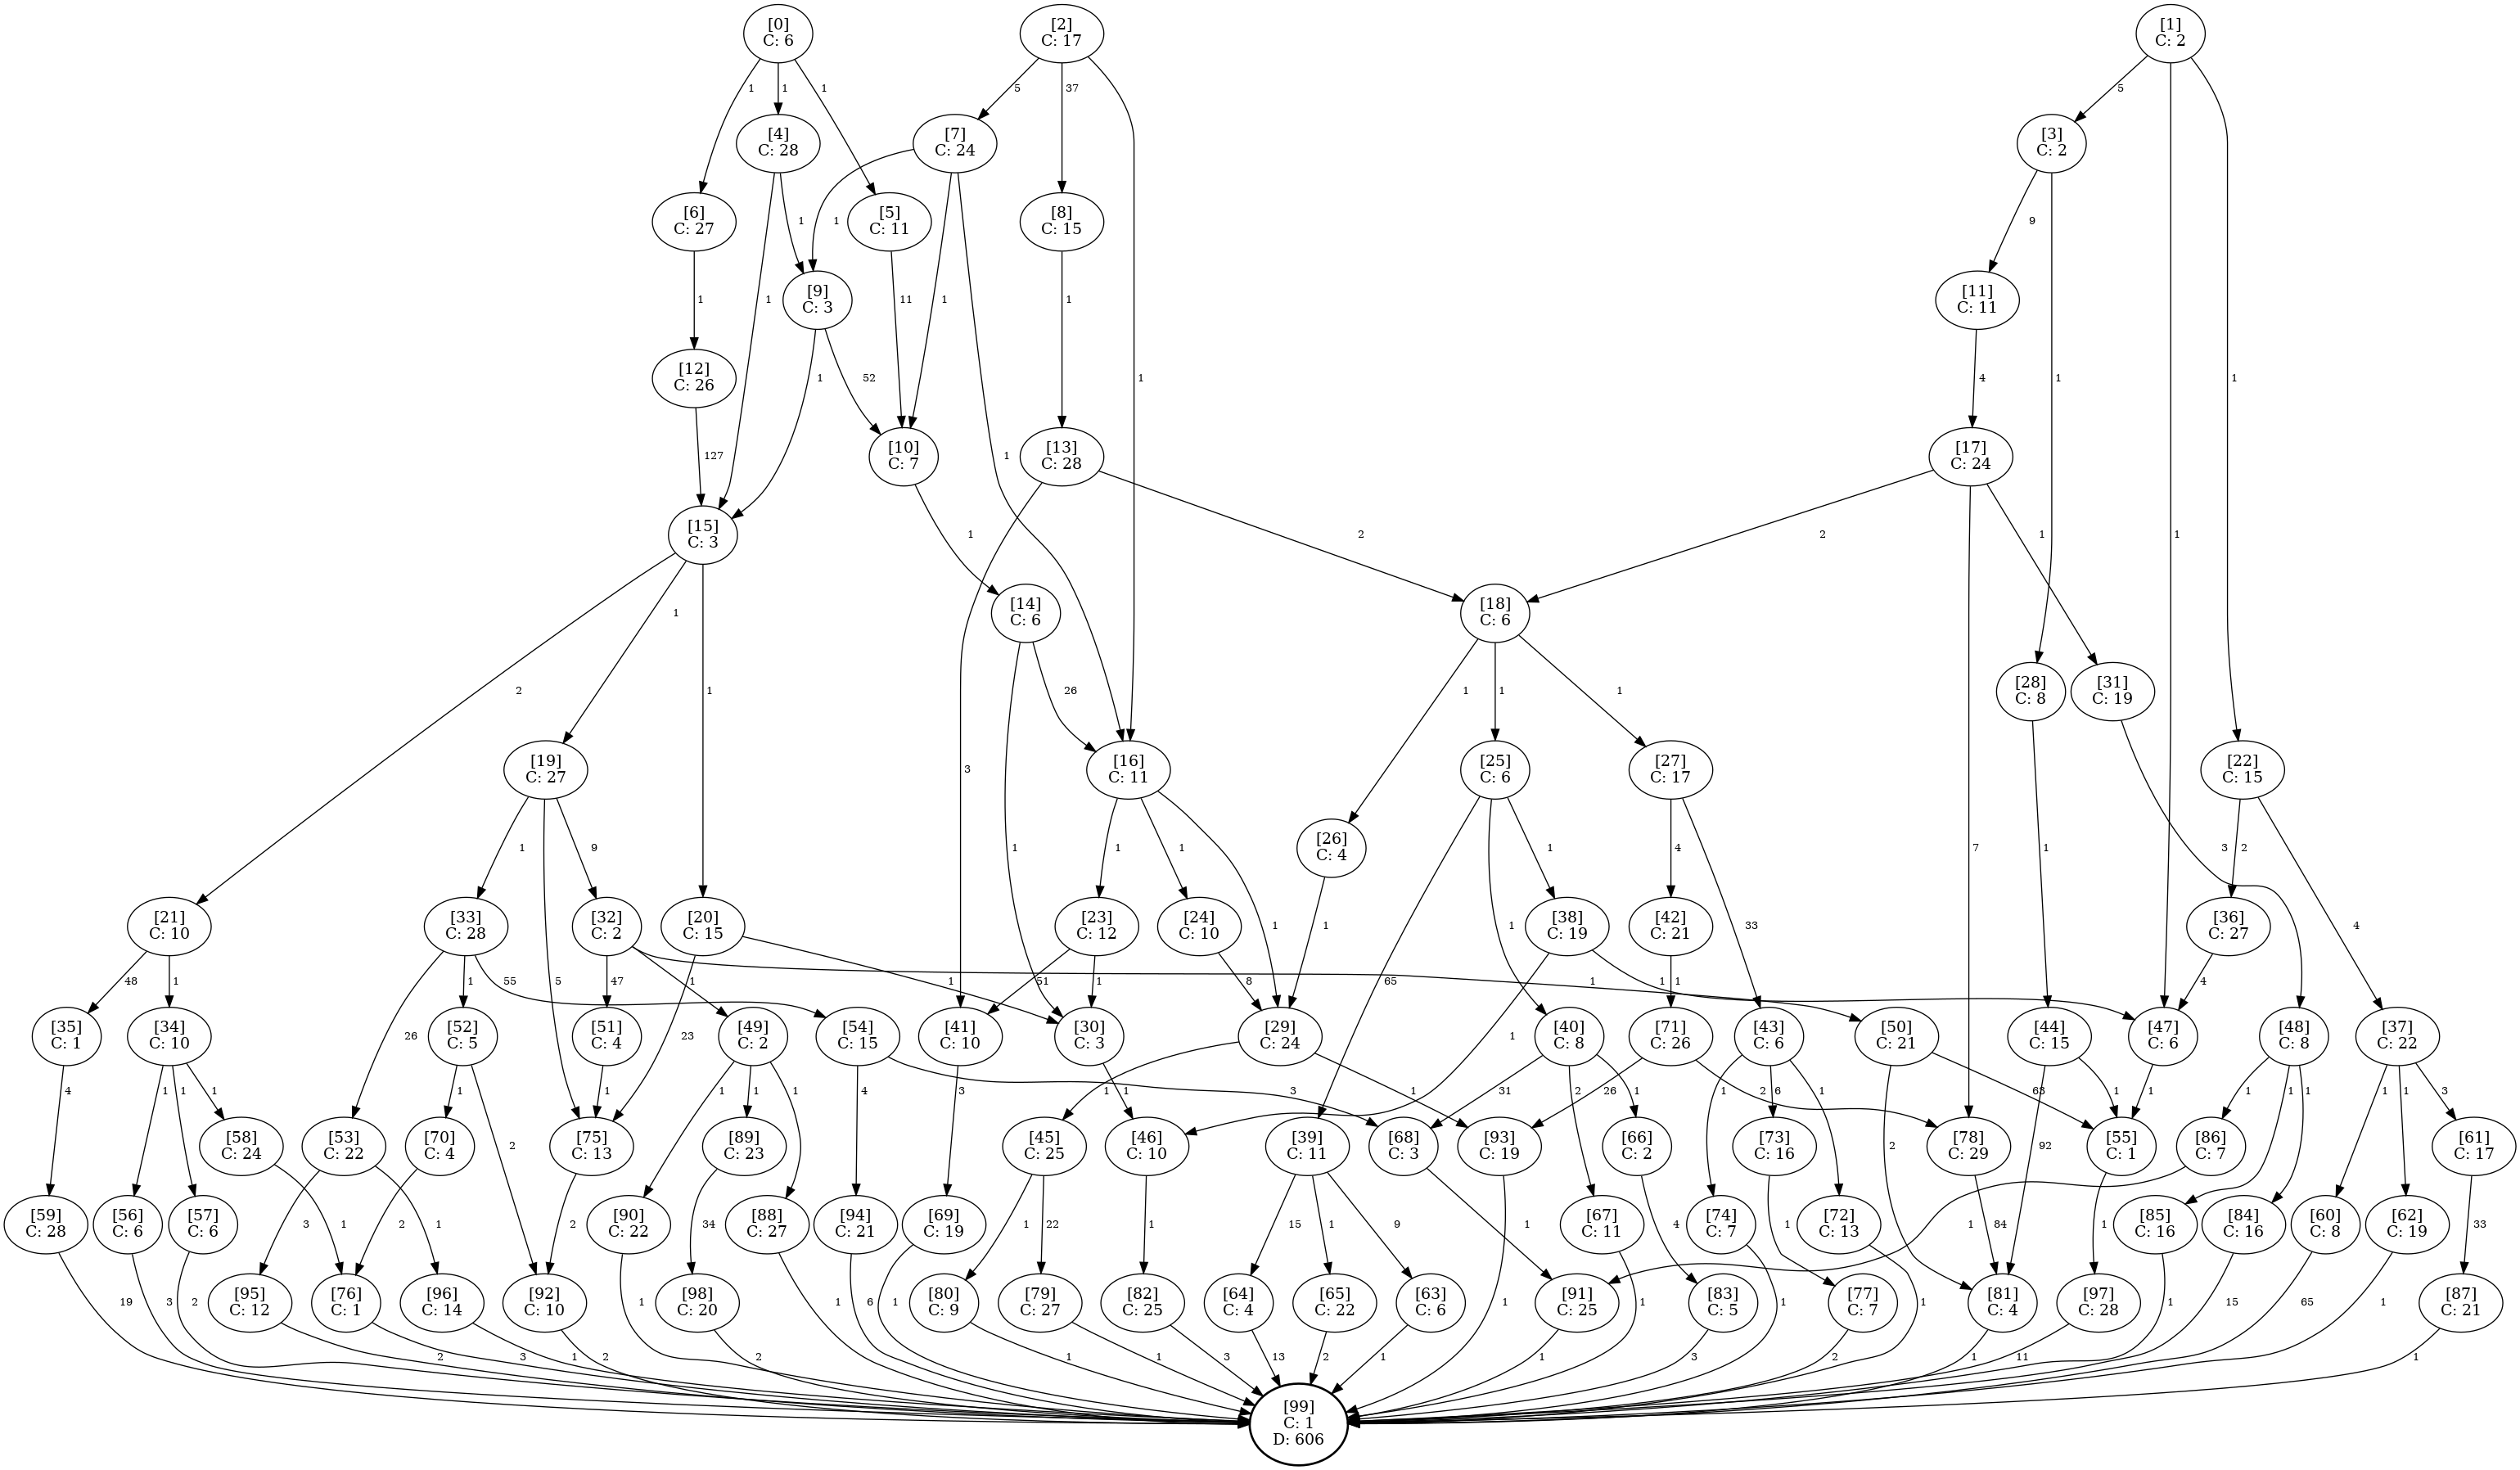 [0]
C: 6
[2]
C: 17
[1]
C: 2
1
1
1
5
37
5
[4]
C: 28
[7]
C: 24
[3]
C: 2
[6]
C: 27
[5]
C: 11
[8]
C: 15
1
1
9
[9]
C: 3
1
1
11
1
1
[11]
C: 11
[12]
C: 26
1
52
1
1
4
127
[10]
C: 7
1
[13]
C: 28
[17]
C: 24
[15]
C: 3
1
2
2
1
1
[14]
C: 6
[18]
C: 6
1
[28]
C: 8
[31]
C: 19
2
1
26
1
1
1
[19]
C: 27
3
[16]
C: 11
[25]
C: 6
[27]
C: 17
7
[22]
C: 15
1
5
9
1
1
1
1
[26]
C: 4
1
1
4
1
3
2
[21]
C: 10
[33]
C: 28
[32]
C: 2
[20]
C: 15
[23]
C: 12
[24]
C: 10
1
65
[38]
C: 19
[42]
C: 21
33
[36]
C: 27
4
48
1
1
55
47
1
1
51
1
8
1
1
1
4
[35]
C: 1
[34]
C: 10
26
[52]
C: 5
[51]
C: 4
23
[49]
C: 2
[54]
C: 15
[41]
C: 10
[30]
C: 3
[29]
C: 24
1
[40]
C: 8
[71]
C: 26
[43]
C: 6
[50]
C: 21
[44]
C: 15
[47]
C: 6
[48]
C: 8
[37]
C: 22
4
1
1
1
1
1
1
1
1
4
3
3
1
1
1
31
2
1
26
2
1
6
1
63
1
1
1
1
1
1
1
3
[58]
C: 24
[53]
C: 22
[70]
C: 4
2
[75]
C: 13
[89]
C: 23
[45]
C: 25
[46]
C: 10
[39]
C: 11
[68]
C: 3
[93]
C: 19
[66]
C: 2
[73]
C: 16
[78]
C: 29
2
92
[55]
C: 1
[86]
C: 7
[61]
C: 17
[59]
C: 28
[56]
C: 6
[57]
C: 6
1
3
1
2
2
[90]
C: 22
34
[88]
C: 27
[94]
C: 21
[69]
C: 19
1
22
1
15
1
9
1
[67]
C: 11
4
[74]
C: 7
1
[72]
C: 13
84
1
1
[85]
C: 16
[84]
C: 16
[60]
C: 8
[62]
C: 19
33
[95]
C: 12
[76]
C: 1
[96]
C: 14
[92]
C: 10
[98]
C: 20
[80]
C: 9
[79]
C: 27
[82]
C: 25
[64]
C: 4
[65]
C: 22
[63]
C: 6
[91]
C: 25
[83]
C: 5
[77]
C: 7
[81]
C: 4
[97]
C: 28
[87]
C: 21
19
3
2
1
1
6
1
1
1
1
1
1
15
65
1
2
3
1
2
2
1
1
3
13
2
1
1
3
2
1
11
1
[99]
C: 1
D: 606